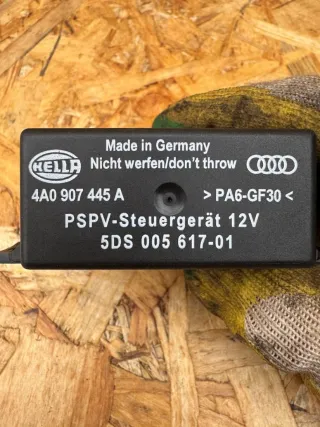 Made in Germany
HELLA Nicht werfen/don't throw
4A0 907 445 A > PA6-GF30 <
PSPV-Steuergerät 12V
5DS 005 617-01